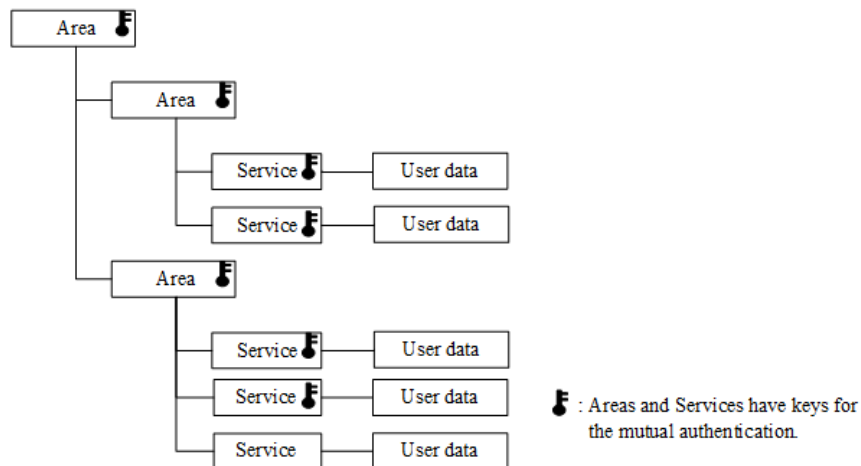 Area
Area
Service User data
Service User data
Area
Service User data
Service User data
Service User data
: Areas and Services have keys for
the mutual authentication.